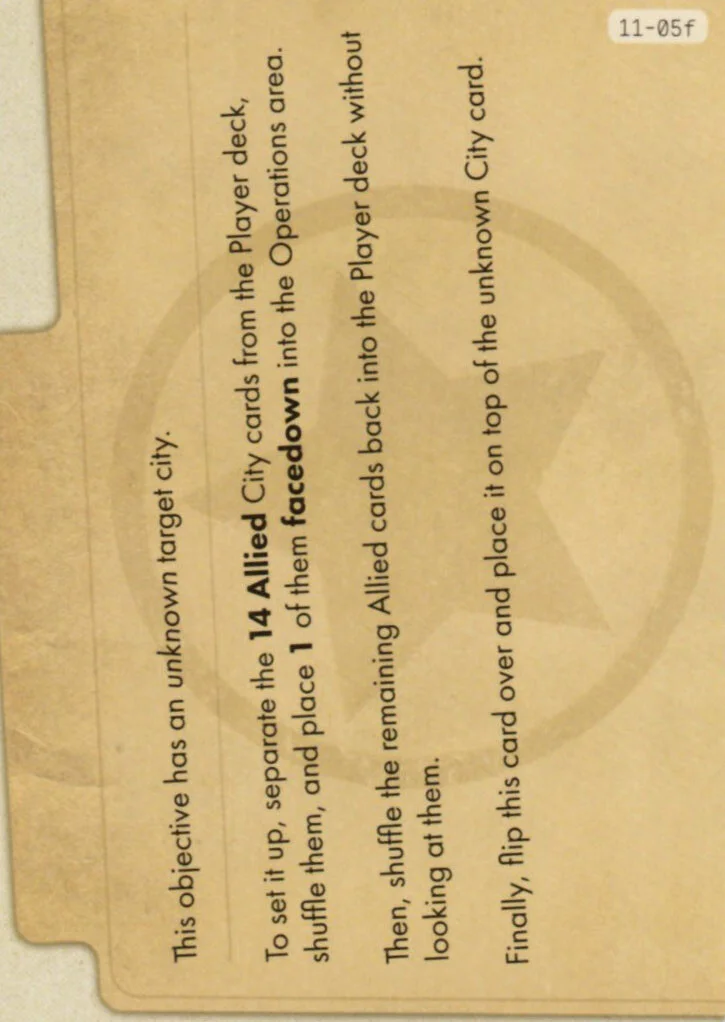 11-05f
This objective has an unknown target city.
To set it up, separate the 14 Allied City cards from the Player deck,
shuffle them, and place 1 of them facedown into the Operations area.
Then, shuffle the remaining Allied cards back into the Player deck without
looking at them.
Finally, flip this card over and place it on top of the unknown City card.